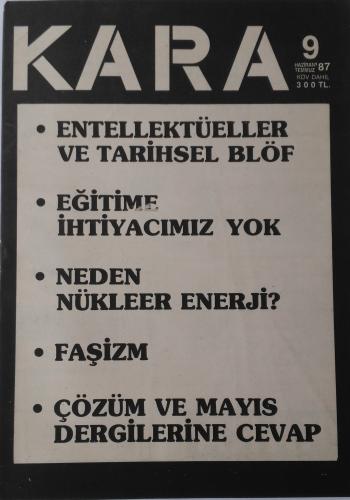 KARA
9
HAZİRAN
TEMMUZ 87
KDV DAHİL
300 TL.
• ENTELLEKTÜELLER
VE TARİHSEL BLÖF
• EĞİTİME
İHTİYACIMIZ YOK
• NEDEN
NÜKLEER ENERJİ?
• FAŞİZM
• ÇÖZÜM VE MAYIS
DERGİLERİNE CEVAP